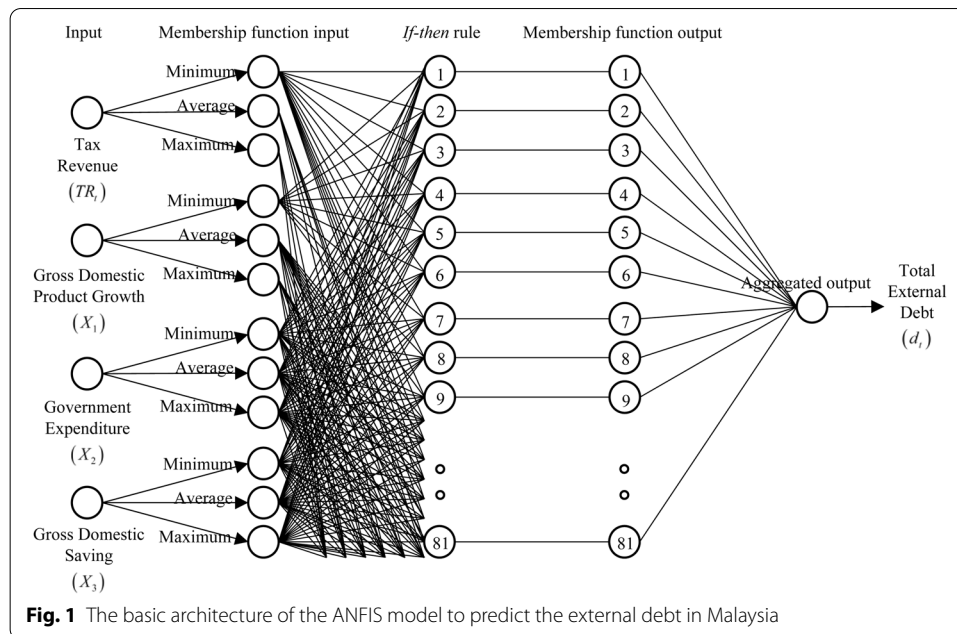 Input
Membership function input
If-then rule
Membership function output
Minimum
Average
Maximum
Tax
Revenue
(TR_t)
Minimum
Average
Maximum
Gross Domestic
Product Growth
(X_1)
Minimum
Average
Maximum
Government
Expenditure
(X_2)
Minimum
Average
Maximum
Gross Domestic
Saving
(X_3)
1
2
3
4
5
6
7
8
9
81
1
2
3
4
5
6
7
8
9
81
Aggregated output
Total
External
Debt
(d_t)
Fig. 1 The basic architecture of the ANFIS model to predict the external debt in Malaysia